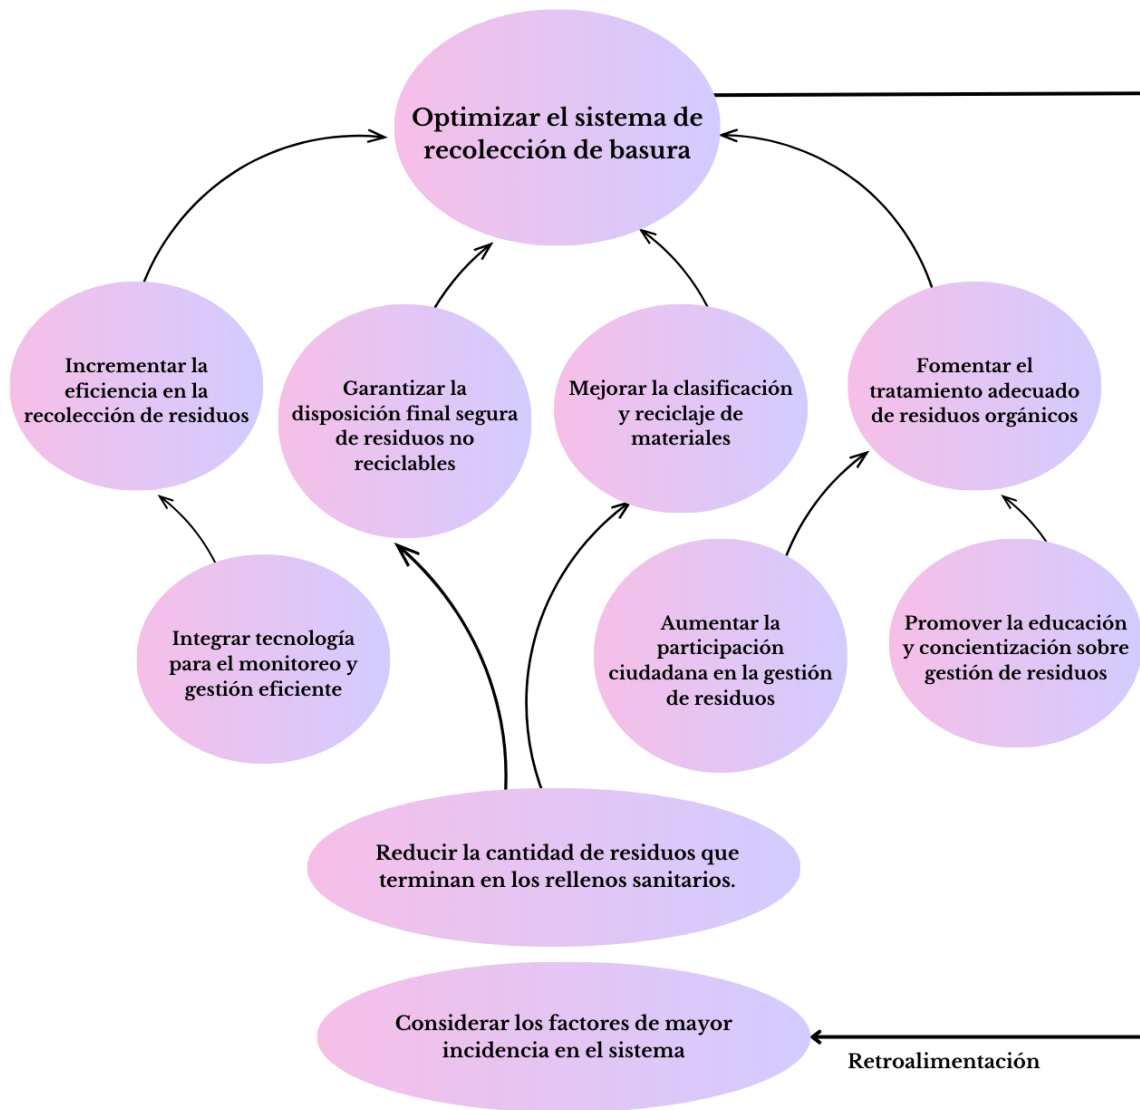 Optimizar el sistema de
recolección de basura
Incrementar la
eficiencia en la
recolección de residuos
Garantizar la
disposición final segura
de residuos no
reciclables
Mejorar la clasificación
y reciclaje de
materiales
Fomentar el
tratamiento adecuado
de residuos orgánicos
Integrar tecnología
para el monitoreo y
gestión eficiente
Aumentar la
participación
ciudadana en la gestión
de residuos
Promover la educación
y concientización sobre
gestión de residuos
Reducir la cantidad de residuos que
terminan en los rellenos sanitarios.
Considerar los factores de mayor
incidencia en el sistema
Retroalimentación